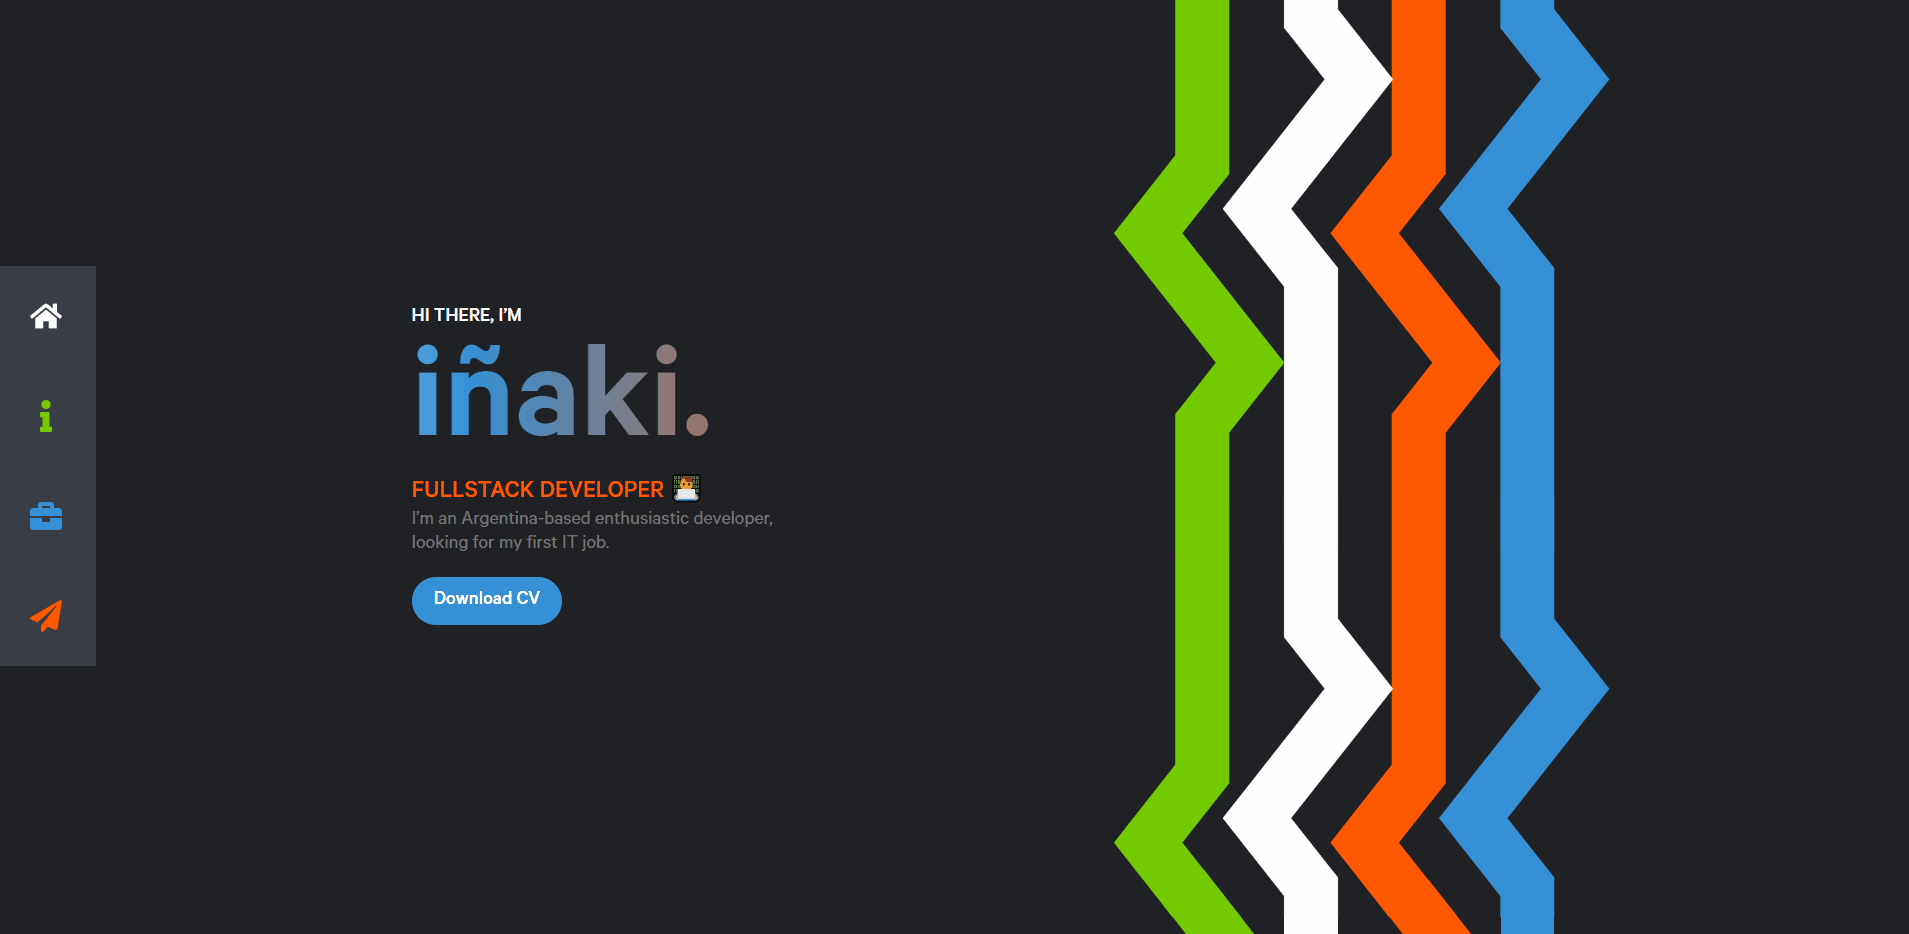 HI THERE, I'M
iñaki.
FULLSTACK DEVELOPER 👨🏽‍💻
I'm an Argentina-based enthusiastic developer,
looking for my first IT job.
Download CV